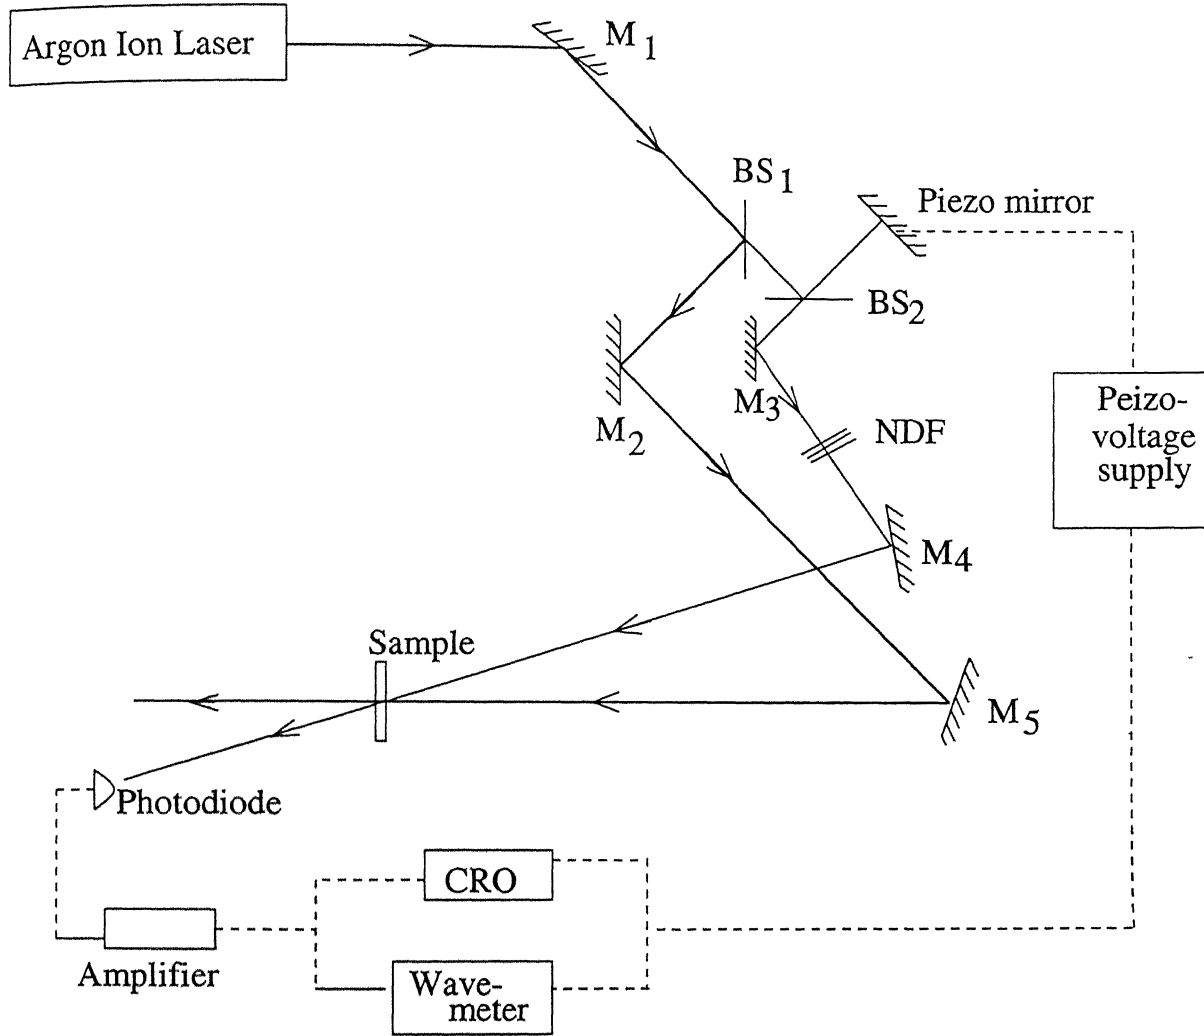 Argon Ion Laser
M1
BS1
Piezo mirror
BS2
M3
M2
NDF
Peizo-
voltage
supply
M4
Sample
M5
Photodiode
CRO
Amplifier
Wave-
meter